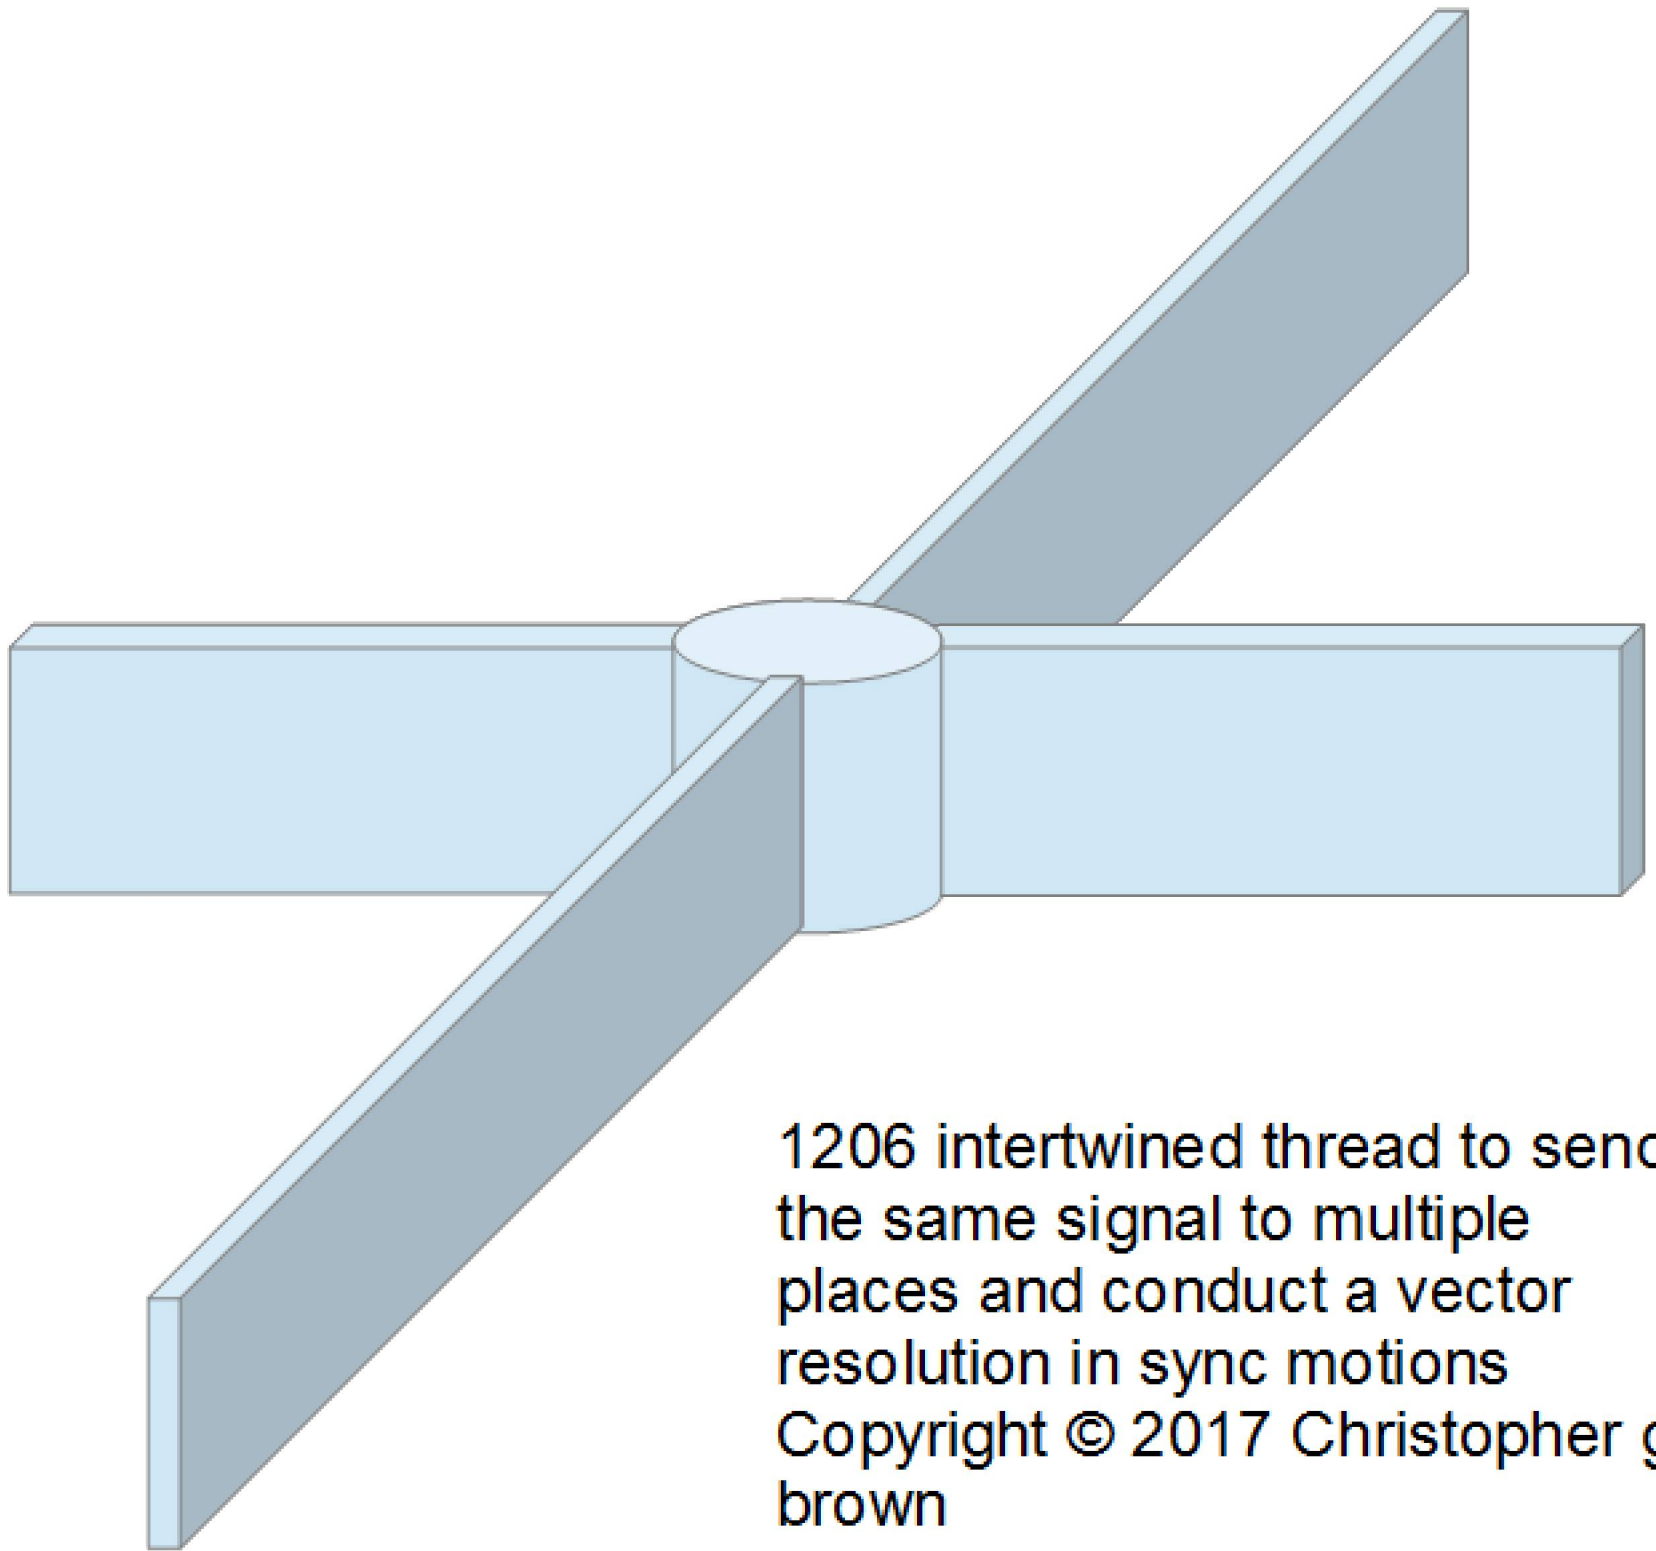 1206 intertwined thread to send
the same signal to multiple
places and conduct a vector
resolution in sync motions
Copyright © 2017 Christopher g
brown